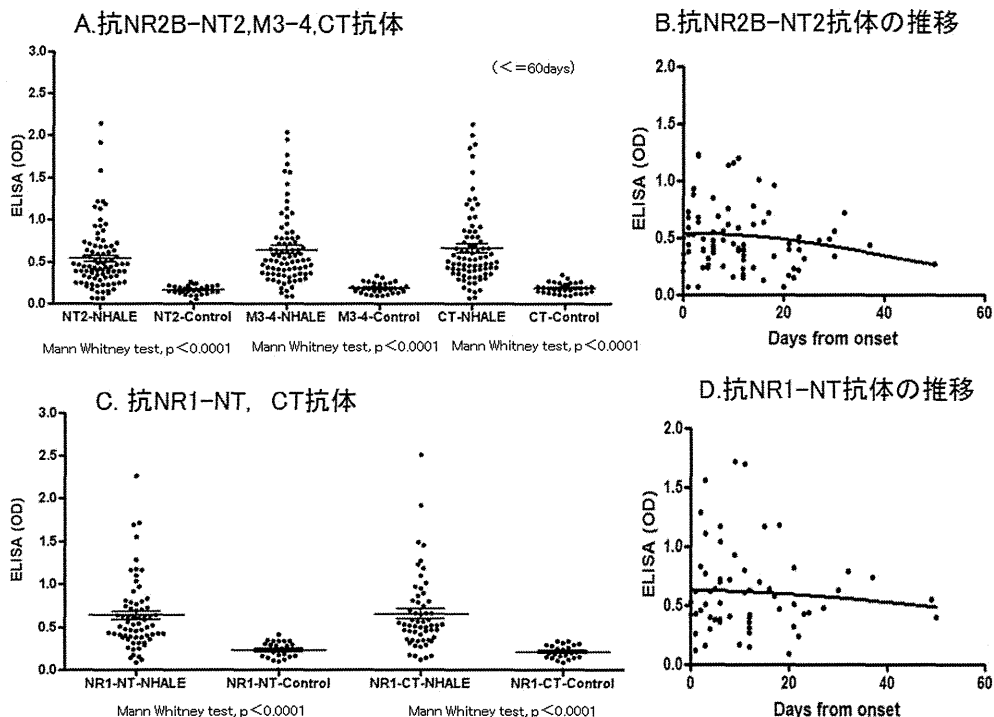 A.抗NR2B-NT2,M3-4,CT抗体
(<=60days)
ELISA (OD)
3.0
2.5
2.0
1.5
1.0
0.5
0.0
NT2-NHALE NT2-Control M3-4-NHALE M3-4-Control CT-NHALE CT-Control
Mann Whitney test, p<0.0001 Mann Whitney test, p<0.0001 Mann Whitney test, p<0.0001
B.抗NR2B-NT2抗体の推移
ELISA (OD)
2.0
1.5
1.0
0.5
0.0
0 20 40 60
Days from onset
C. 抗NR1-NT, CT抗体
ELISA (OD)
3.0
2.5
2.0
1.5
1.0
0.5
0.0
NR1-NT-NHALE NR1-NT-Control NR1-CT-NHALE NR1-CT-Control
Mann Whitney test, p<0.0001 Mann Whitney test, p<0.0001
D.抗NR1-NT抗体の推移
ELISA (OD)
2.0
1.5
1.0
0.5
0.0
0 20 40 60
Days from onset